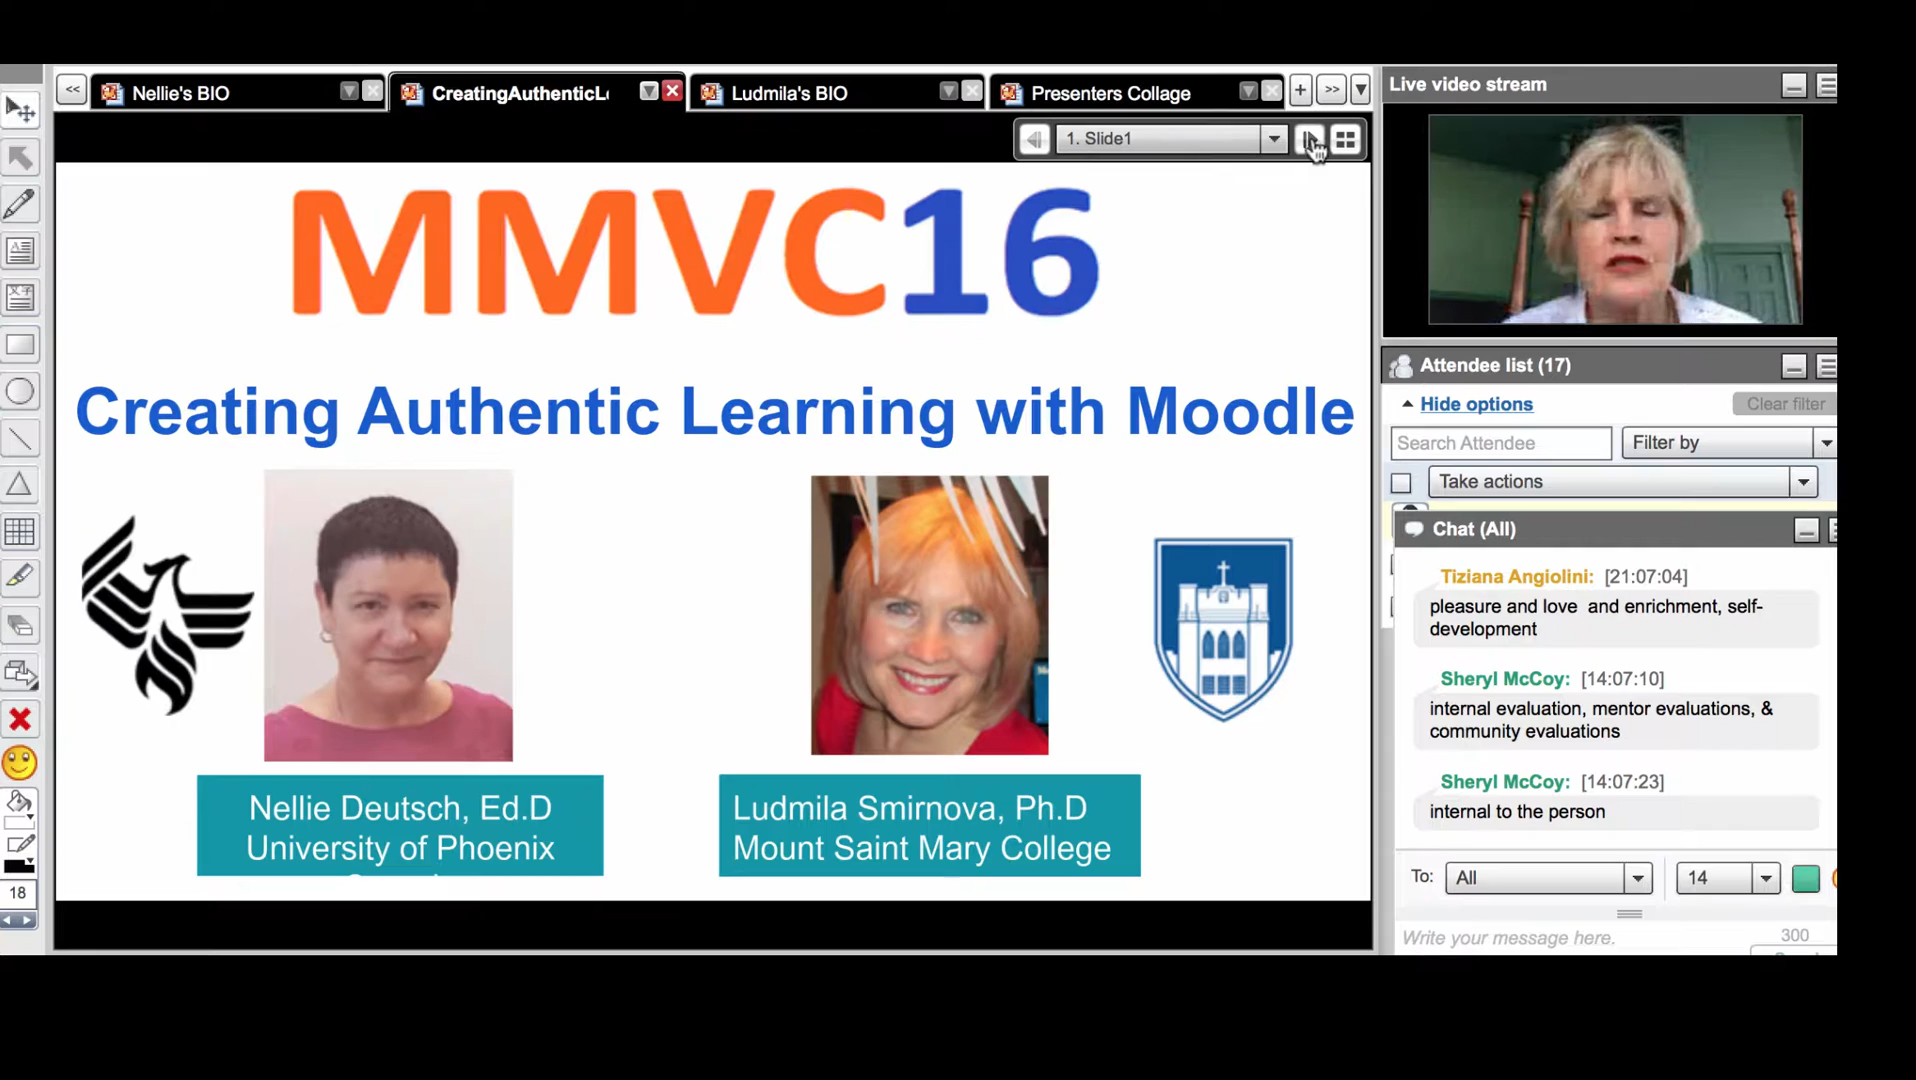 <<
Nellie's BIO
CreatingAuthenticLe
Ludmila's BIO
Presenters Collage
+
>>
1. Slide1
MMVC16
Creating Authentic Learning with Moodle
Nellie Deutsch, Ed.D
University of Phoenix
Ludmila Smirnova, Ph.D
Mount Saint Mary College
18
Live video stream
Attendee list (17)
Hide options
Clear filter
Search Attendee
Filter by
Take actions
Chat (All)
Tiziana Angiolini: [21:07:04]
pleasure and love and enrichment, self-
development
Sheryl McCoy: [14:07:10]
internal evaluation, mentor evaluations, &
community evaluations
Sheryl McCoy: [14:07:23]
internal to the person
To:
All
14
Write your message here.
300